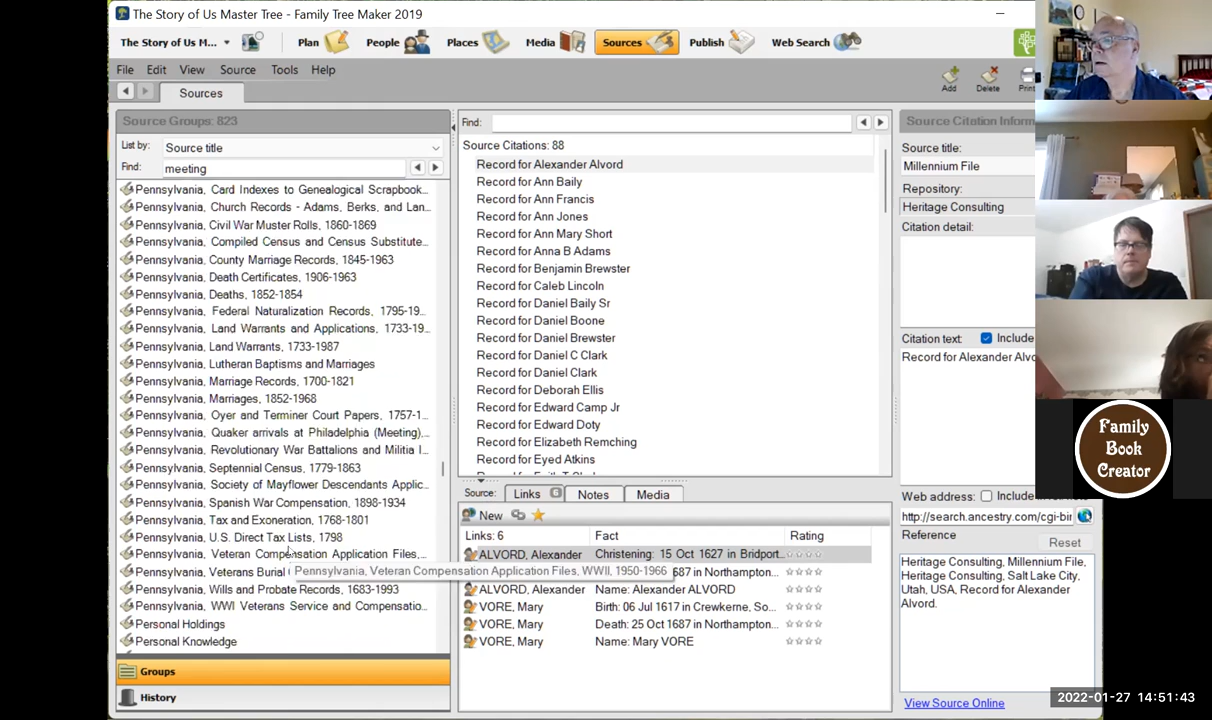 The Story of Us Master Tree - Family Tree Maker 2019
The Story of Us M...
Plan
People
Places
Media
Sources
Publish
Web Search
File
Edit
View
Source
Tools
Help
Add
Delete
Sources
Source Groups: 823
List by:
Source title
Find:
meeting
Pennsylvania, Card Indexes to Genealogical Scrapbook...
Pennsylvania, Church Records - Adams, Berks, and Lan...
Pennsylvania, Civil War Muster Rolls, 1860-1869
Pennsylvania, Compiled Census and Census Substitute...
Pennsylvania, County Marriage Records, 1845-1963
Pennsylvania, Death Certificates, 1906-1963
Pennsylvania, Deaths, 1852-1854
Pennsylvania, Federal Naturalization Records, 1795-19...
Pennsylvania, Land Warrants and Applications, 1733-19...
Pennsylvania, Land Warrants, 1733-1987
Pennsylvania, Lutheran Baptisms and Marriages
Pennsylvania, Marriage Records, 1700-1821
Pennsylvania, Marriages, 1852-1968
Pennsylvania, Oyer and Terminer Court Papers, 1757-1...
Pennsylvania, Quaker arrivals at Philadelphia (Meeting),...
Pennsylvania, Revolutionary War Battalions and Militia I...
Pennsylvania, Septennial Census, 1779-1863
Pennsylvania, Society of Mayflower Descendants Applic...
Pennsylvania, Spanish War Compensation, 1898-1934
Pennsylvania, Tax and Exoneration, 1768-1801
Pennsylvania, U.S. Direct Tax Lists, 1798
Pennsylvania, Veteran Compensation Application Files,...
Pennsylvania, Veterans Burial
Pennsylvania, Veteran Compensation Application Files, WWII, 1950-1966
Pennsylvania, Wills and Probate Records, 1683-1993
Pennsylvania, WWI Veterans Service and Compensatio...
Personal Holdings
Personal Knowledge
Groups
History
Find:
Source Citations: 88
Record for Alexander Alvord
Record for Ann Baily
Record for Ann Francis
Record for Ann Jones
Record for Ann Mary Short
Record for Anna B Adams
Record for Benjamin Brewster
Record for Caleb Lincoln
Record for Daniel Baily Sr
Record for Daniel Boone
Record for Daniel Brewster
Record for Daniel C Clark
Record for Daniel Clark
Record for Deborah Ellis
Record for Edward Camp Jr
Record for Edward Doty
Record for Elizabeth Remching
Record for Eyed Atkins
Source:
Links
6
Notes
Media
New
Links: 6
Fact
Rating
ALVORD, Alexander
Christening: 15 Oct 1627 in Bridport...
687 in Northampton...
ALVORD, Alexander
Name: Alexander ALVORD
VORE, Mary
Birth: 06 Jul 1617 in Crewkerne, So...
VORE, Mary
Death: 25 Oct 1687 in Northampton...
VORE, Mary
Name: Mary VORE
Source Citation Inform
Source title:
Millennium File
Repository:
Heritage Consulting
Citation detail:
Citation text:
Include
Record for Alexander Alvo
Web address:
Include
http://search.ancestry.com/cgi-bin
Reference
Reset
Heritage Consulting, Millennium File,
Heritage Consulting, Salt Lake City,
Utah, USA, Record for Alexander
Alvord.
View Source Online
Family
Book
Creator
2022-01-27 14:51:43